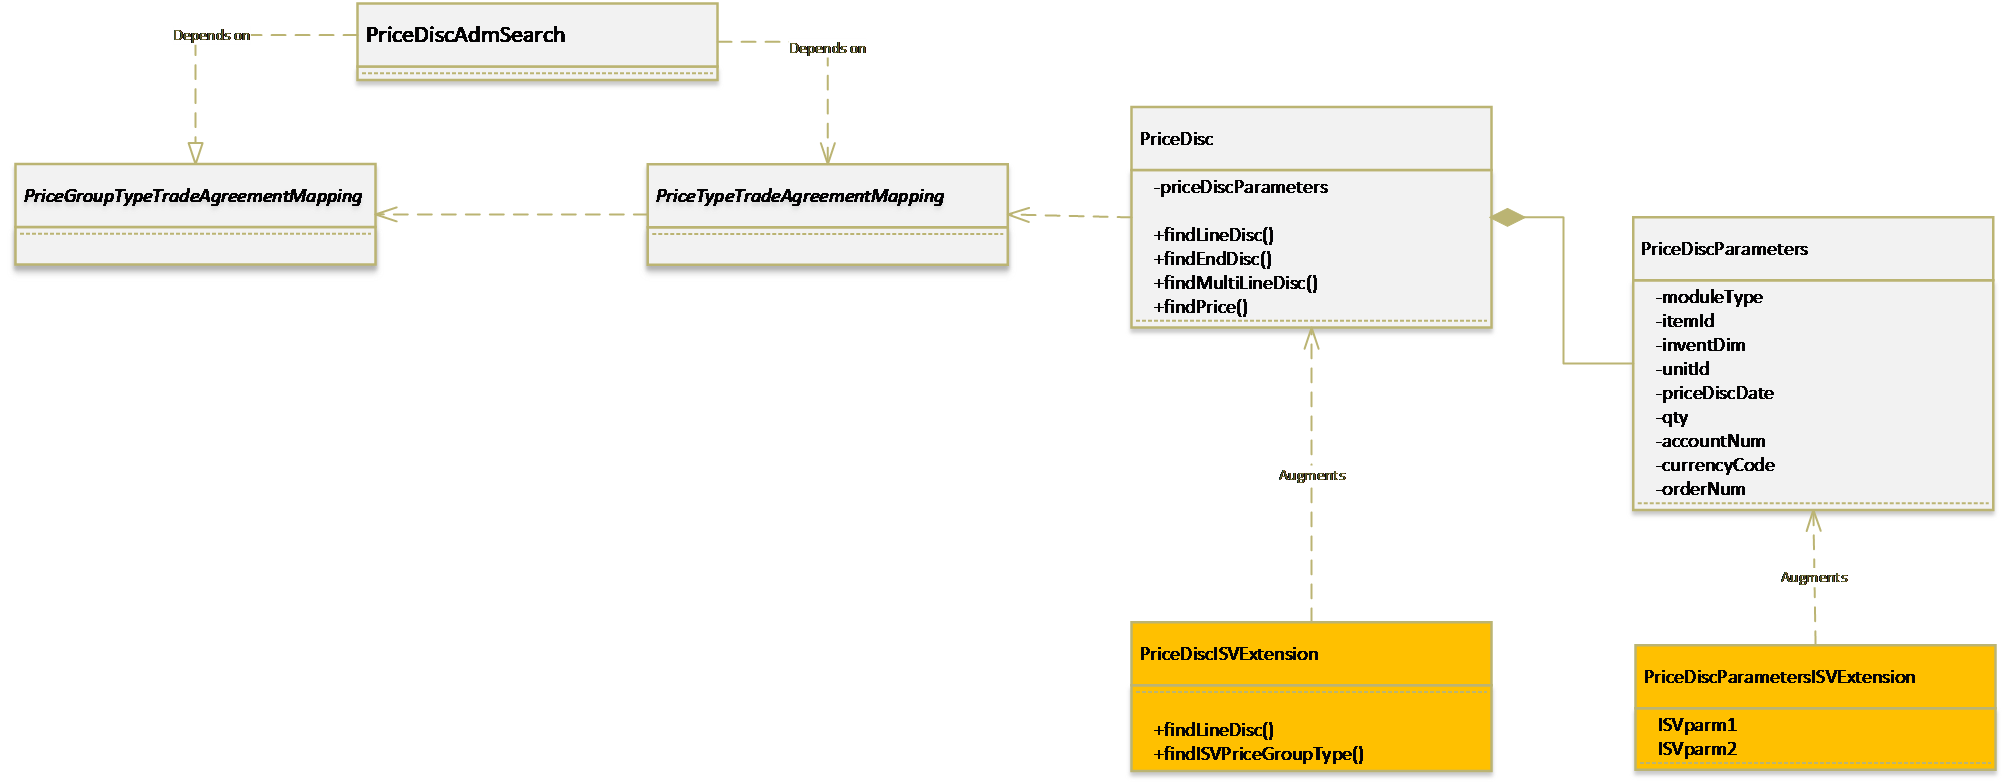 Depends on
PriceDiscAdmSearch
Depends on
PriceGroupTypeTradeAgreementMapping
PriceTypeTradeAgreementMapping
PriceDisc
-priceDiscParameters
+findLineDisc()
+findEndDisc()
+findMultiLineDisc()
+findPrice()
PriceDiscParameters
-moduleType
-itemId
-inventDim
-unitId
-priceDiscDate
-qty
-accountNum
-currencyCode
-orderNum
Augments
Augments
PriceDiscISVExtension
+findLineDisc()
+findISVPriceGroupType()
PriceDiscParametersISVExtension
ISVparm1
ISVparm2